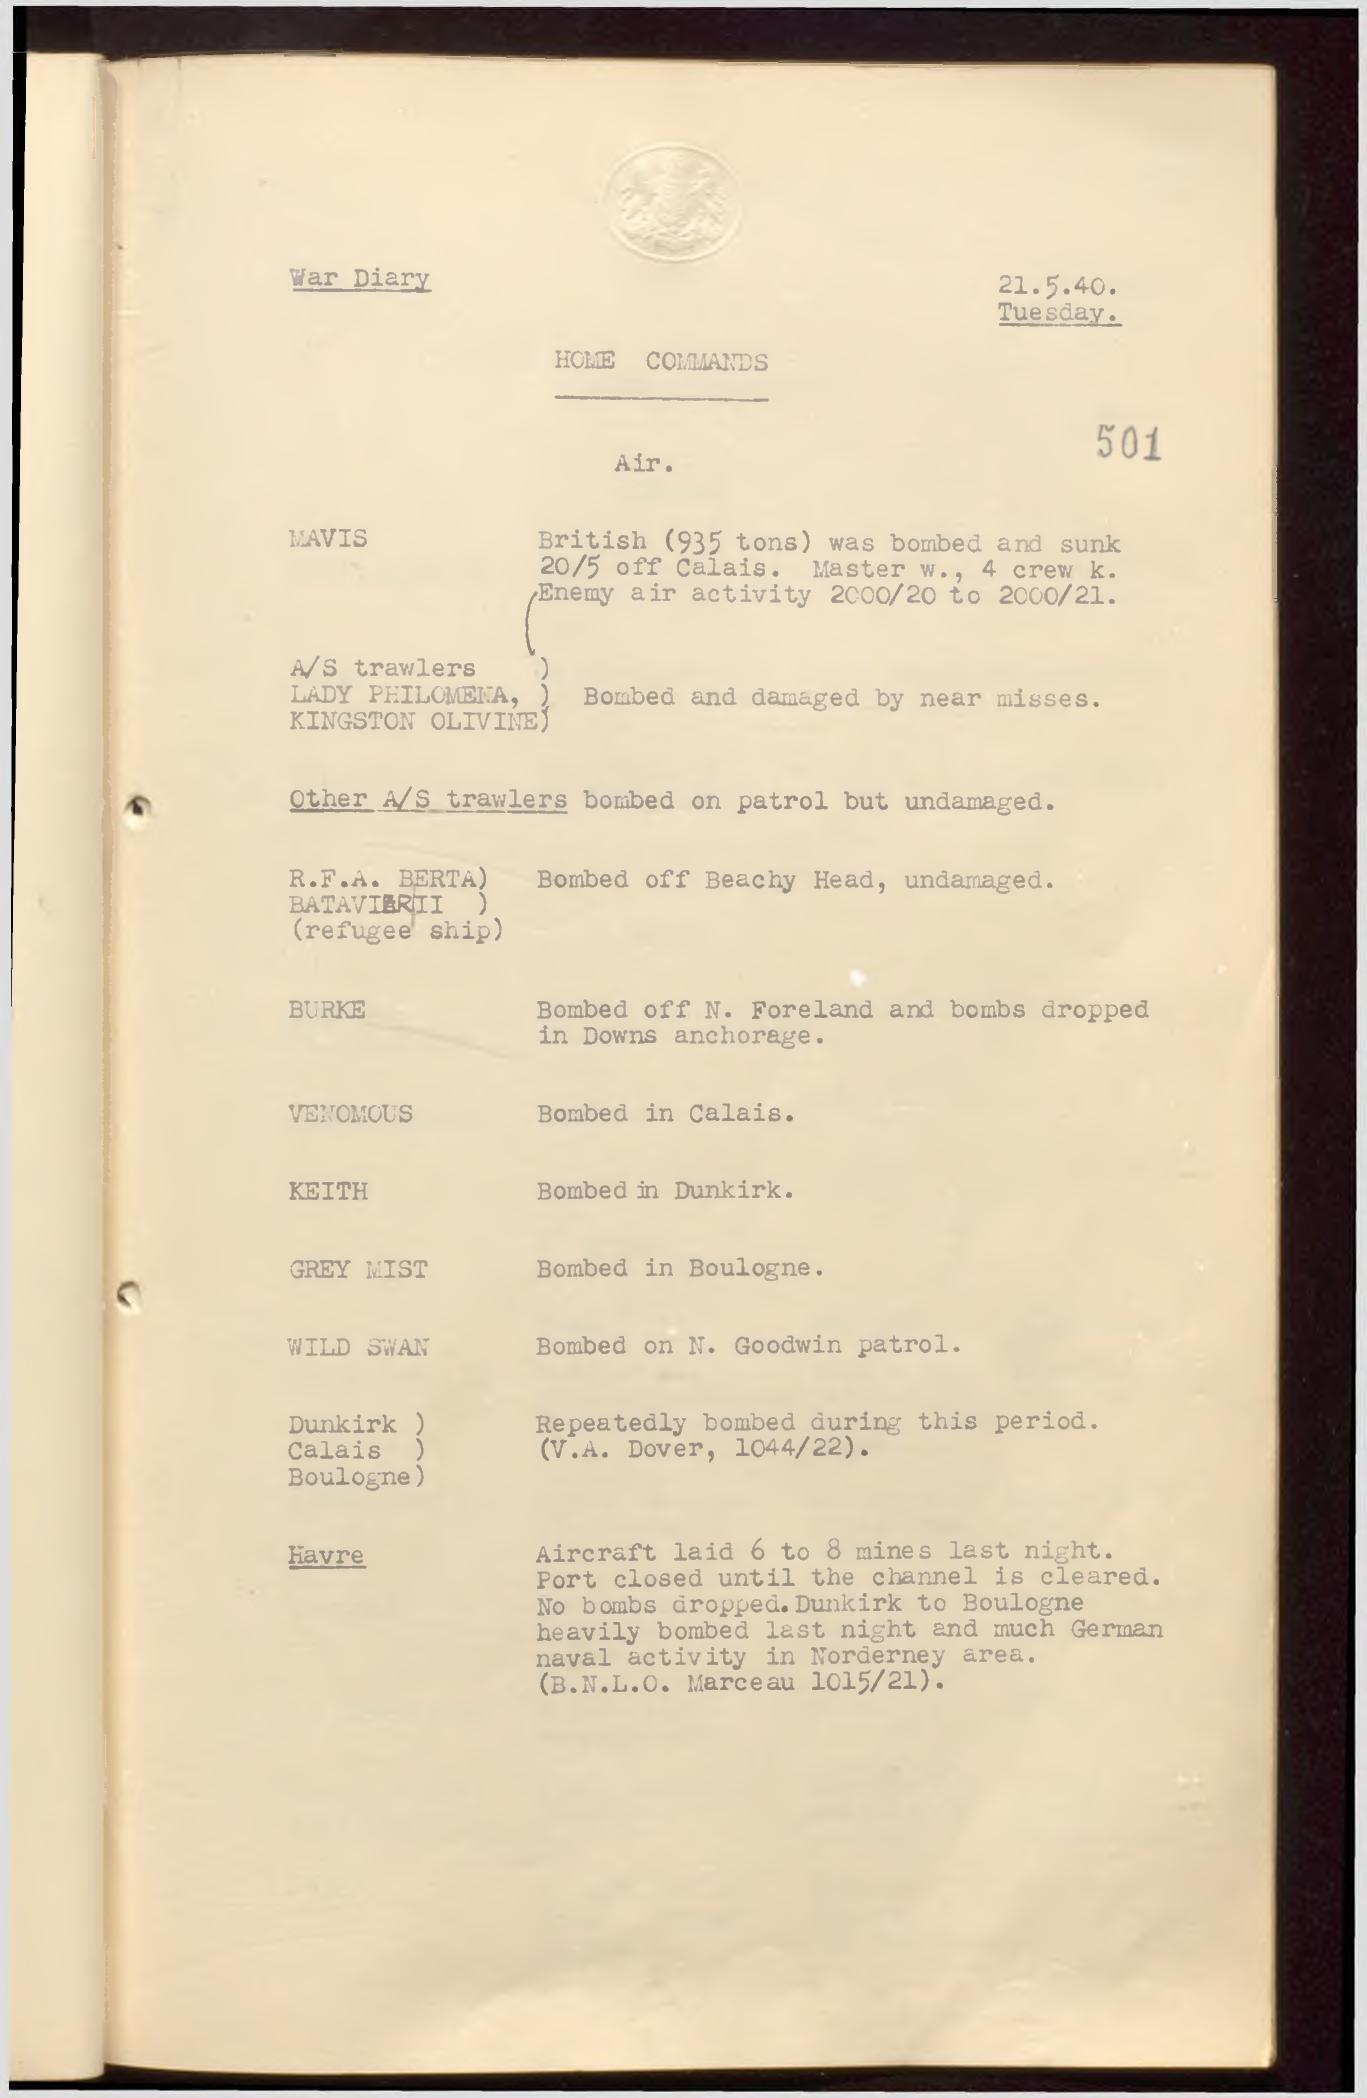 War Diary
21.5.40.
Tuesday.
HOME COMMANDS
501
Air.
MAVIS British (935 tons) was bombed and sunk
20/5 off Calais. Master w., 4 crew k.
Enemy air activity 2000/20 to 2000/21.
A/S trawlers )
LADY PHILOMENA, ) Bombed and damaged by near misses.
KINGSTON OLIVINE)
Other A/S trawlers bombed on patrol but undamaged.
R.F.A. BERTA) Bombed off Beachy Head, undamaged.
BATAVIER II )
(refugee ship)
BURKE Bombed off N. Foreland and bombs dropped
in Downs anchorage.
VENOMOUS Bombed in Calais.
KEITH Bombed in Dunkirk.
GREY MIST Bombed in Boulogne.
WILD SWAN Bombed on N. Goodwin patrol.
Dunkirk ) Repeatedly bombed during this period.
Calais ) (V.A. Dover, 1044/22).
Boulogne)
Havre Aircraft laid 6 to 8 mines last night.
Port closed until the channel is cleared.
No bombs dropped. Dunkirk to Boulogne
heavily bombed last night and much German
naval activity in Norderney area.
(B.N.L.O. Marceau 1015/21).